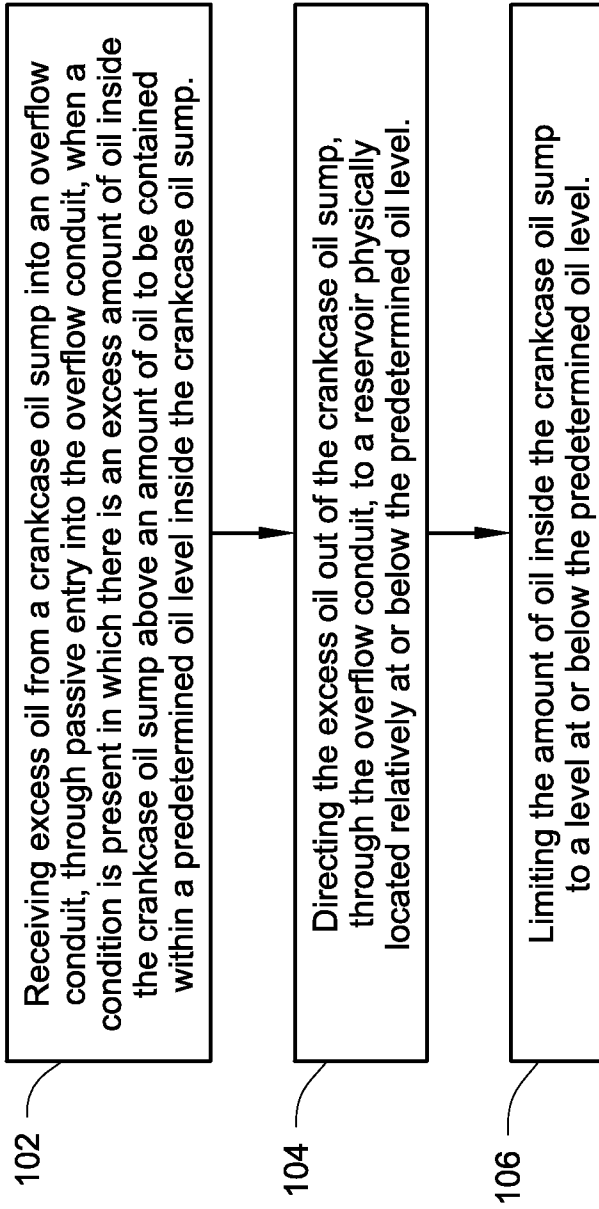 102
Receiving excess oil from a crankcase oil sump into an overflow
conduit, through passive entry into the overflow conduit, when a
condition is present in which there is an excess amount of oil inside
the crankcase oil sump above an amount of oil to be contained
within a predetermined oil level inside the crankcase oil sump.
104
Directing the excess oil out of the crankcase oil sump,
through the overflow conduit, to a reservoir physically
located relatively at or below the predetermined oil level.
106
Limiting the amount of oil inside the crankcase oil sump
to a level at or below the predetermined oil level.